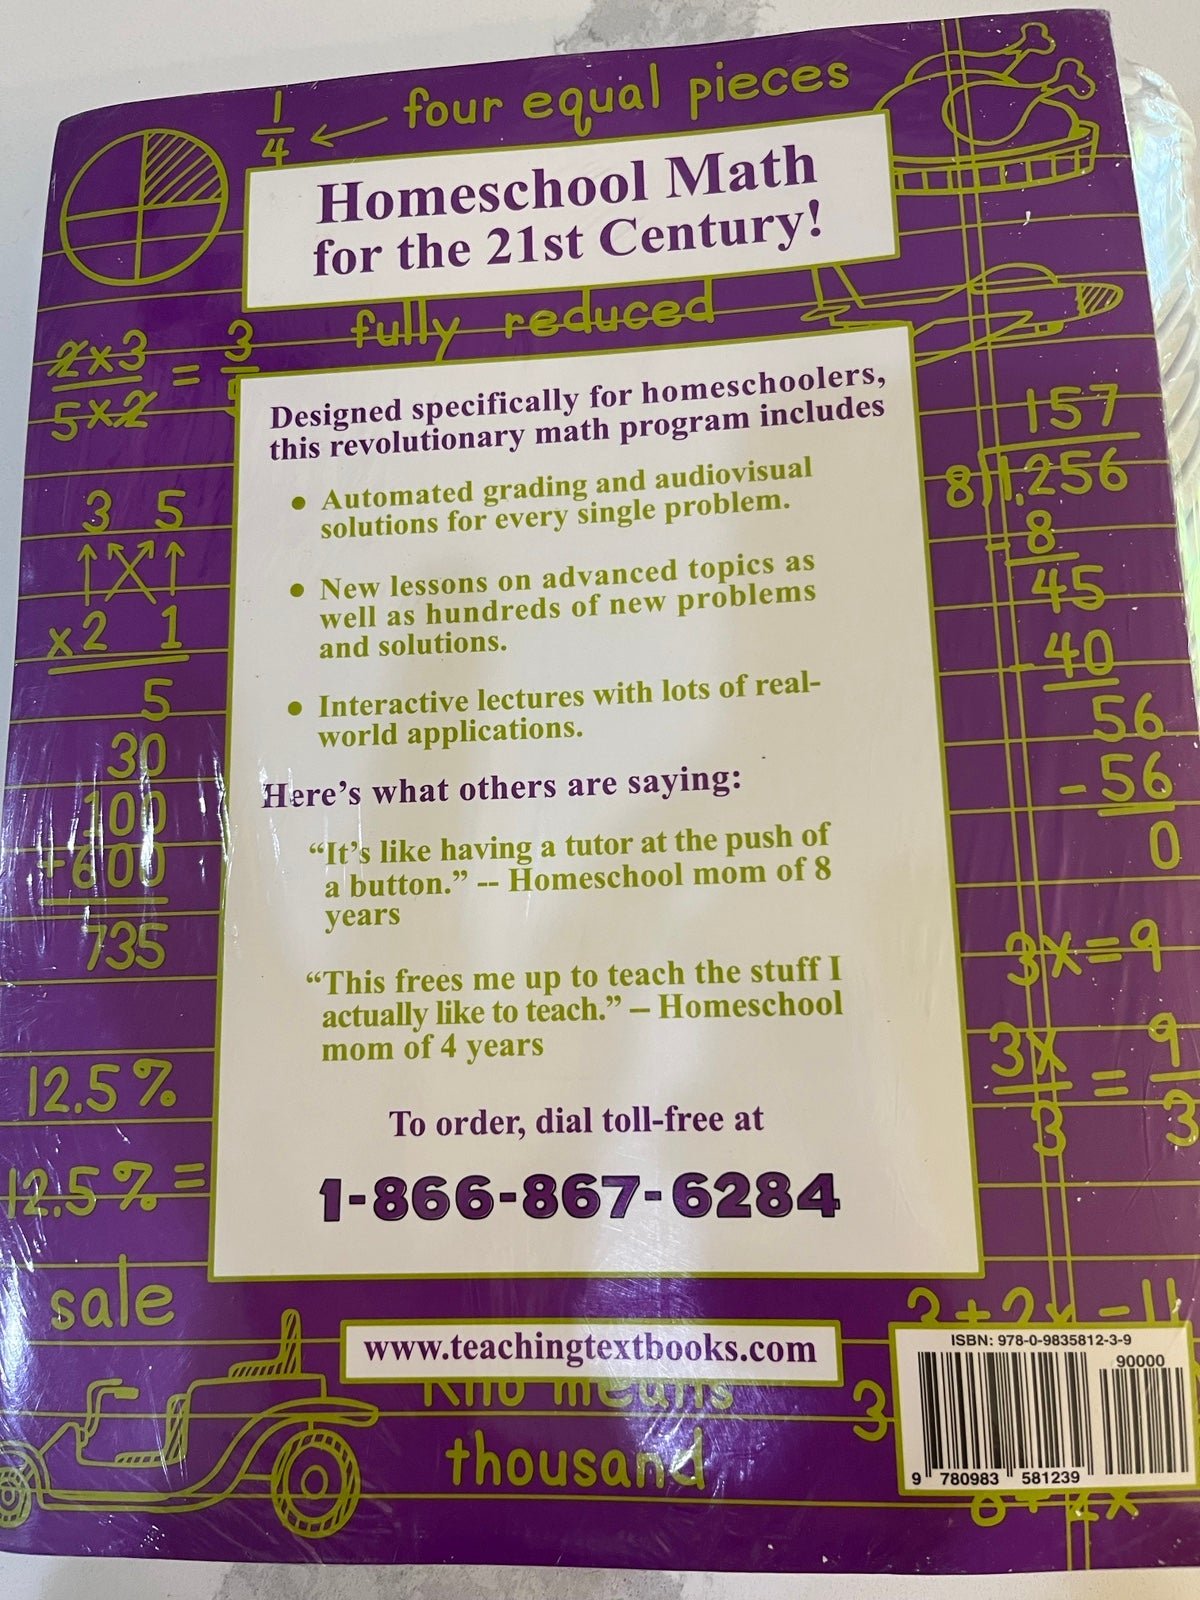 1
4
four equal pieces
Homeschool Math
for the 21st Century!
fully reduced
2x3
5x2
=
3
5
Designed specifically for homeschoolers,
this revolutionary math program includes
• Automated grading and audiovisual
solutions for every single problem.
• New lessons on advanced topics as
well as hundreds of new problems
and solutions.
• Interactive lectures with lots of real-
world applications.
Here's what others are saying:
“It's like having a tutor at the push of
a button.” -- Homeschool mom of 8
years
“This frees me up to teach the stuff I
actually like to teach.” – Homeschool
mom of 4 years
To order, dial toll-free at
1-866-867-6284
www.teachingtextbooks.com
3 5
x2 1
5
30
100
+600
735
12.5%
12.5% =
sale
means
thousand
157
8)1,256
-8
45
-40
56
-56
0
3x=9
3x = 9
3 3
3
ISBN: 978-0-9835812-3-9
90000
9 780983 581239